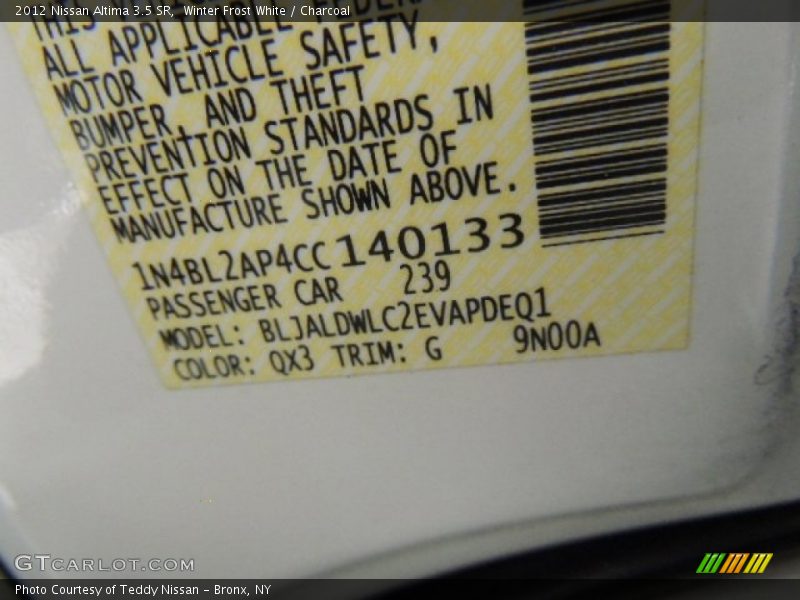 2012 Nissan Altima 3.5 SR, Winter Frost White / Charcoal
THIS
ALL APPLICABLE
MOTOR VEHICLE SAFETY,
BUMPER, AND THEFT
PREVENTION STANDARDS IN
EFFECT ON THE DATE OF
MANUFACTURE SHOWN ABOVE.
1N4BL2AP4CC140133
PASSENGER CAR 239
MODEL: BLJALDWLC2EVAPDEQ1
COLOR: QX3 TRIM: G 9N00A
GTCARLOT.COM
Photo Courtesy of Teddy Nissan - Bronx, NY